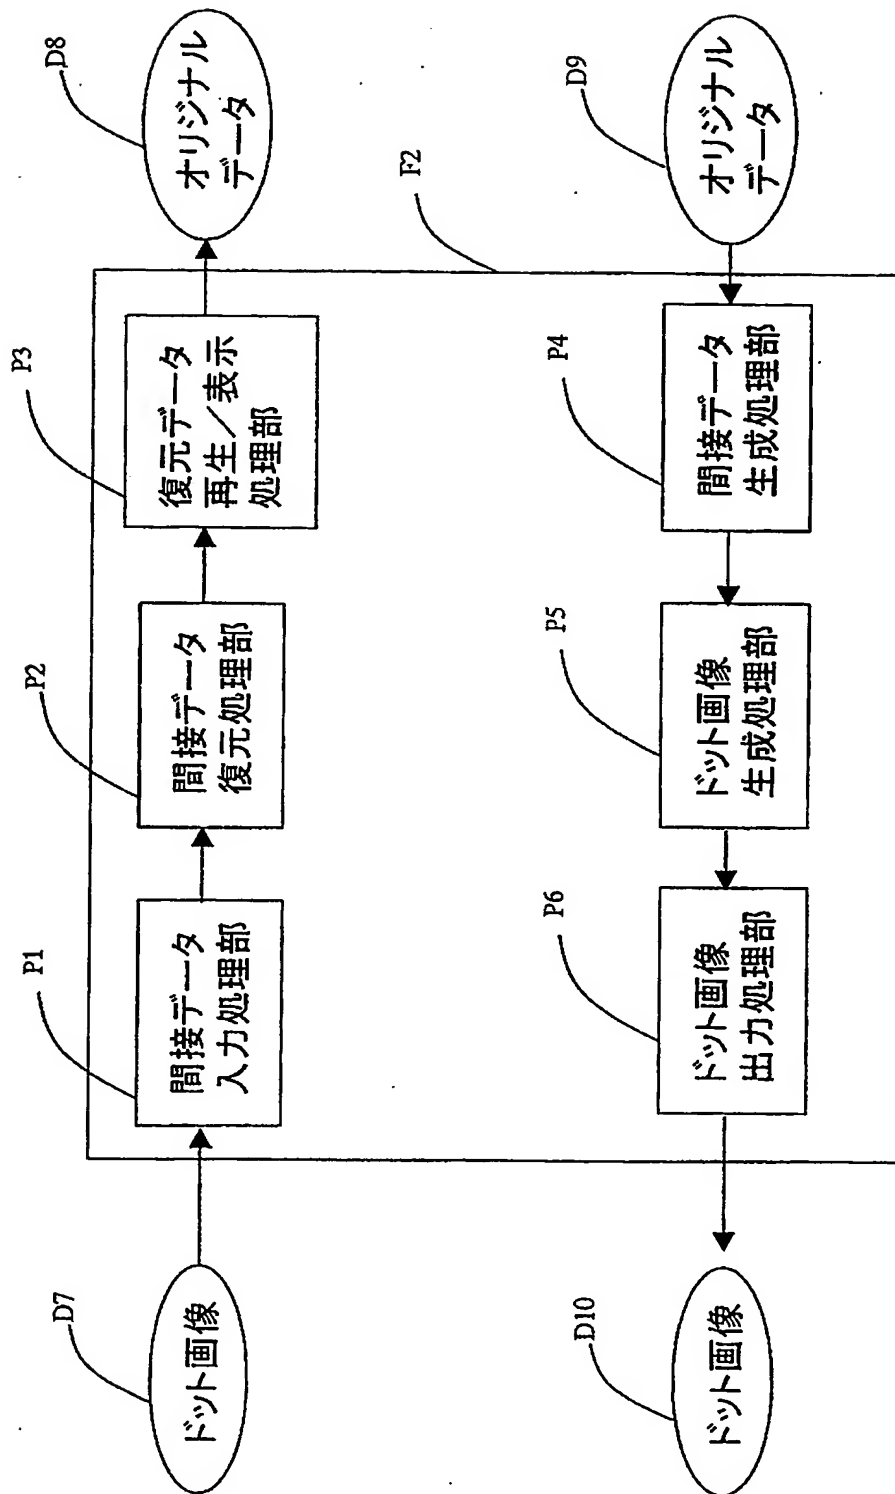 D7
ドット画像
P1
間接データ
入力処理部
P2
間接データ
復元処理部
P3
復元データ
再生／表示
処理部
D8
オリジナル
データ
F2
D10
ドット画像
P6
ドット画像
出力処理部
P5
ドット画像
生成処理部
P4
間接データ
生成処理部
D9
オリジナル
データ